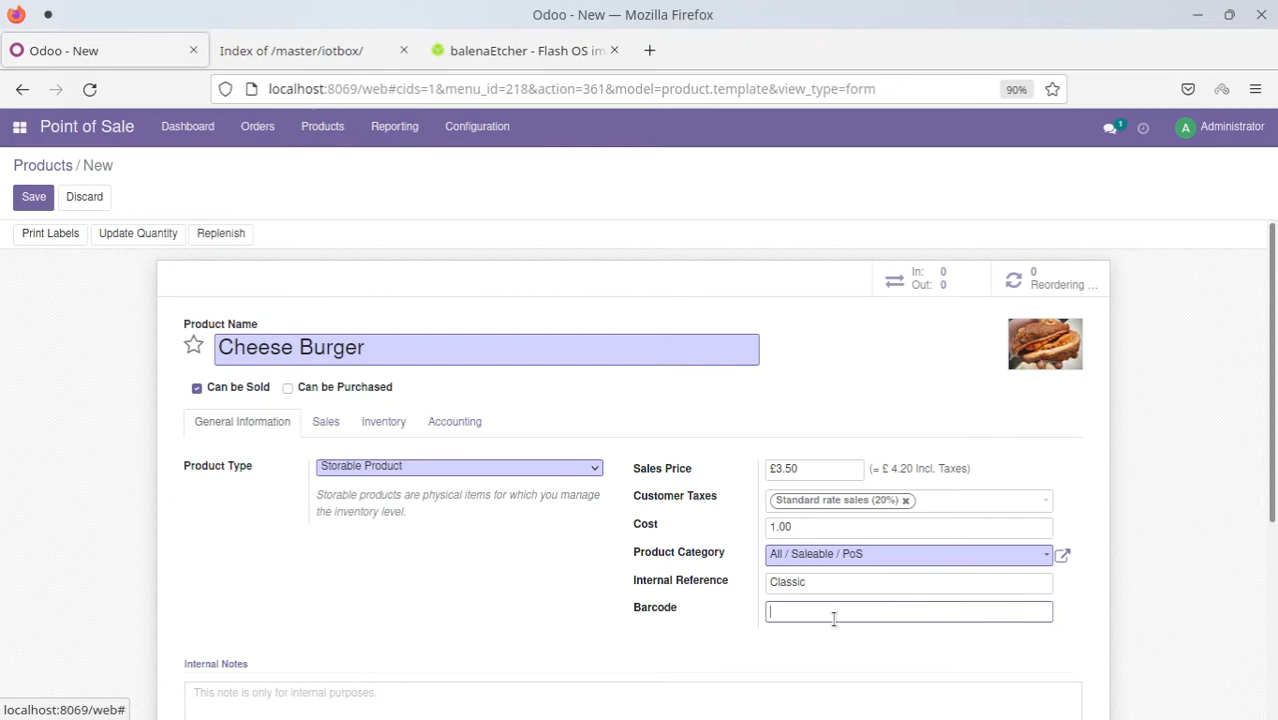 Odoo - New — Mozilla Firefox
Odoo - New
Index of /master/iotbox/
balenaEtcher - Flash OS im
localhost:8069/web#cids=1&menu_id=218&action=361&model=product.template&view_type=form
90%
Point of Sale
Dashboard
Orders
Products
Reporting
Configuration
1
A
Administrator
Products / New
Save
Discard
Print Labels
Update Quantity
Replenish
In: 0
Out: 0
0
Reordering ...
Product Name
Cheese Burger
Can be Sold
Can be Purchased
General Information
Sales
Inventory
Accounting
Product Type
Storable Product
Storable products are physical items for which you manage
the inventory level.
Sales Price
£3.50
(= £ 4.20 Incl. Taxes)
Customer Taxes
Standard rate sales (20%)
Cost
1.00
Product Category
All / Saleable / PoS
Internal Reference
Classic
Barcode
Internal Notes
This note is only for internal purposes.
localhost:8069/web#